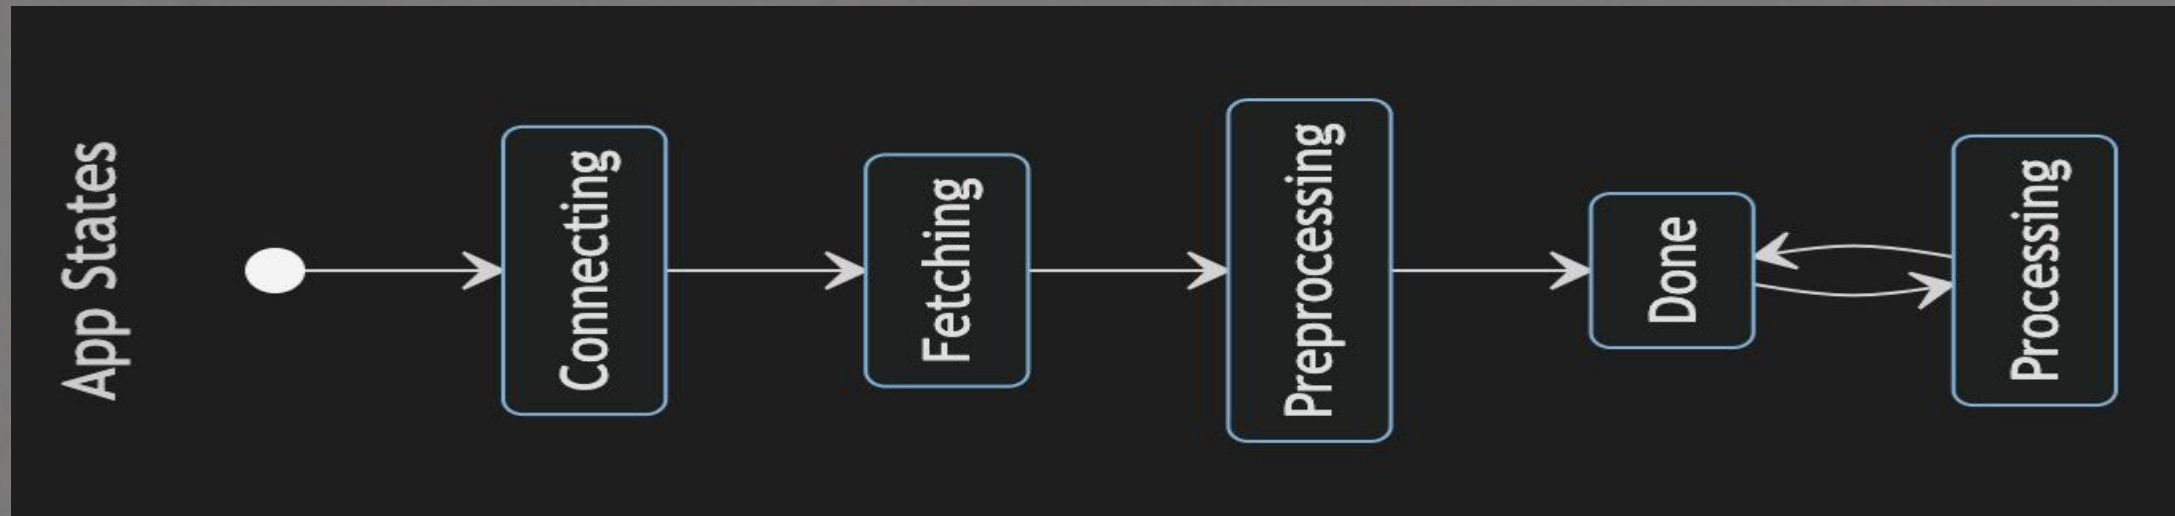 App States
Connecting
Fetching
Preprocessing
Done
Processing